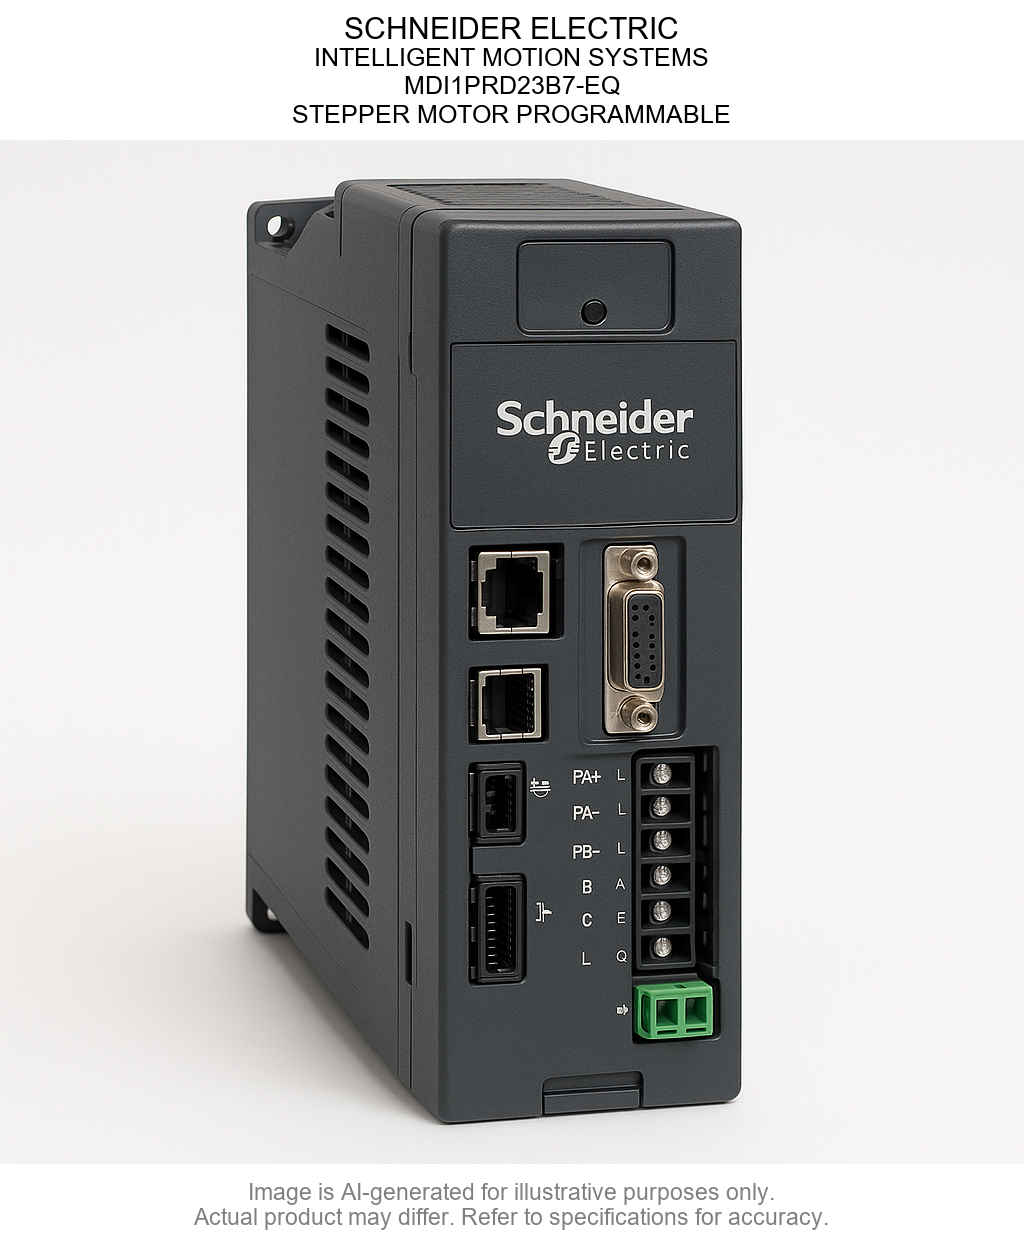 SCHNEIDER ELECTRIC
INTELLIGENT MOTION SYSTEMS
MDI1PRD23B7-EQ
STEPPER MOTOR PROGRAMMABLE
Schneider
Electric
PA+ L
PA- L
PB- L
B A
C E
L Q
Image is AI-generated for illustrative purposes only.
Actual product may differ. Refer to specifications for accuracy.